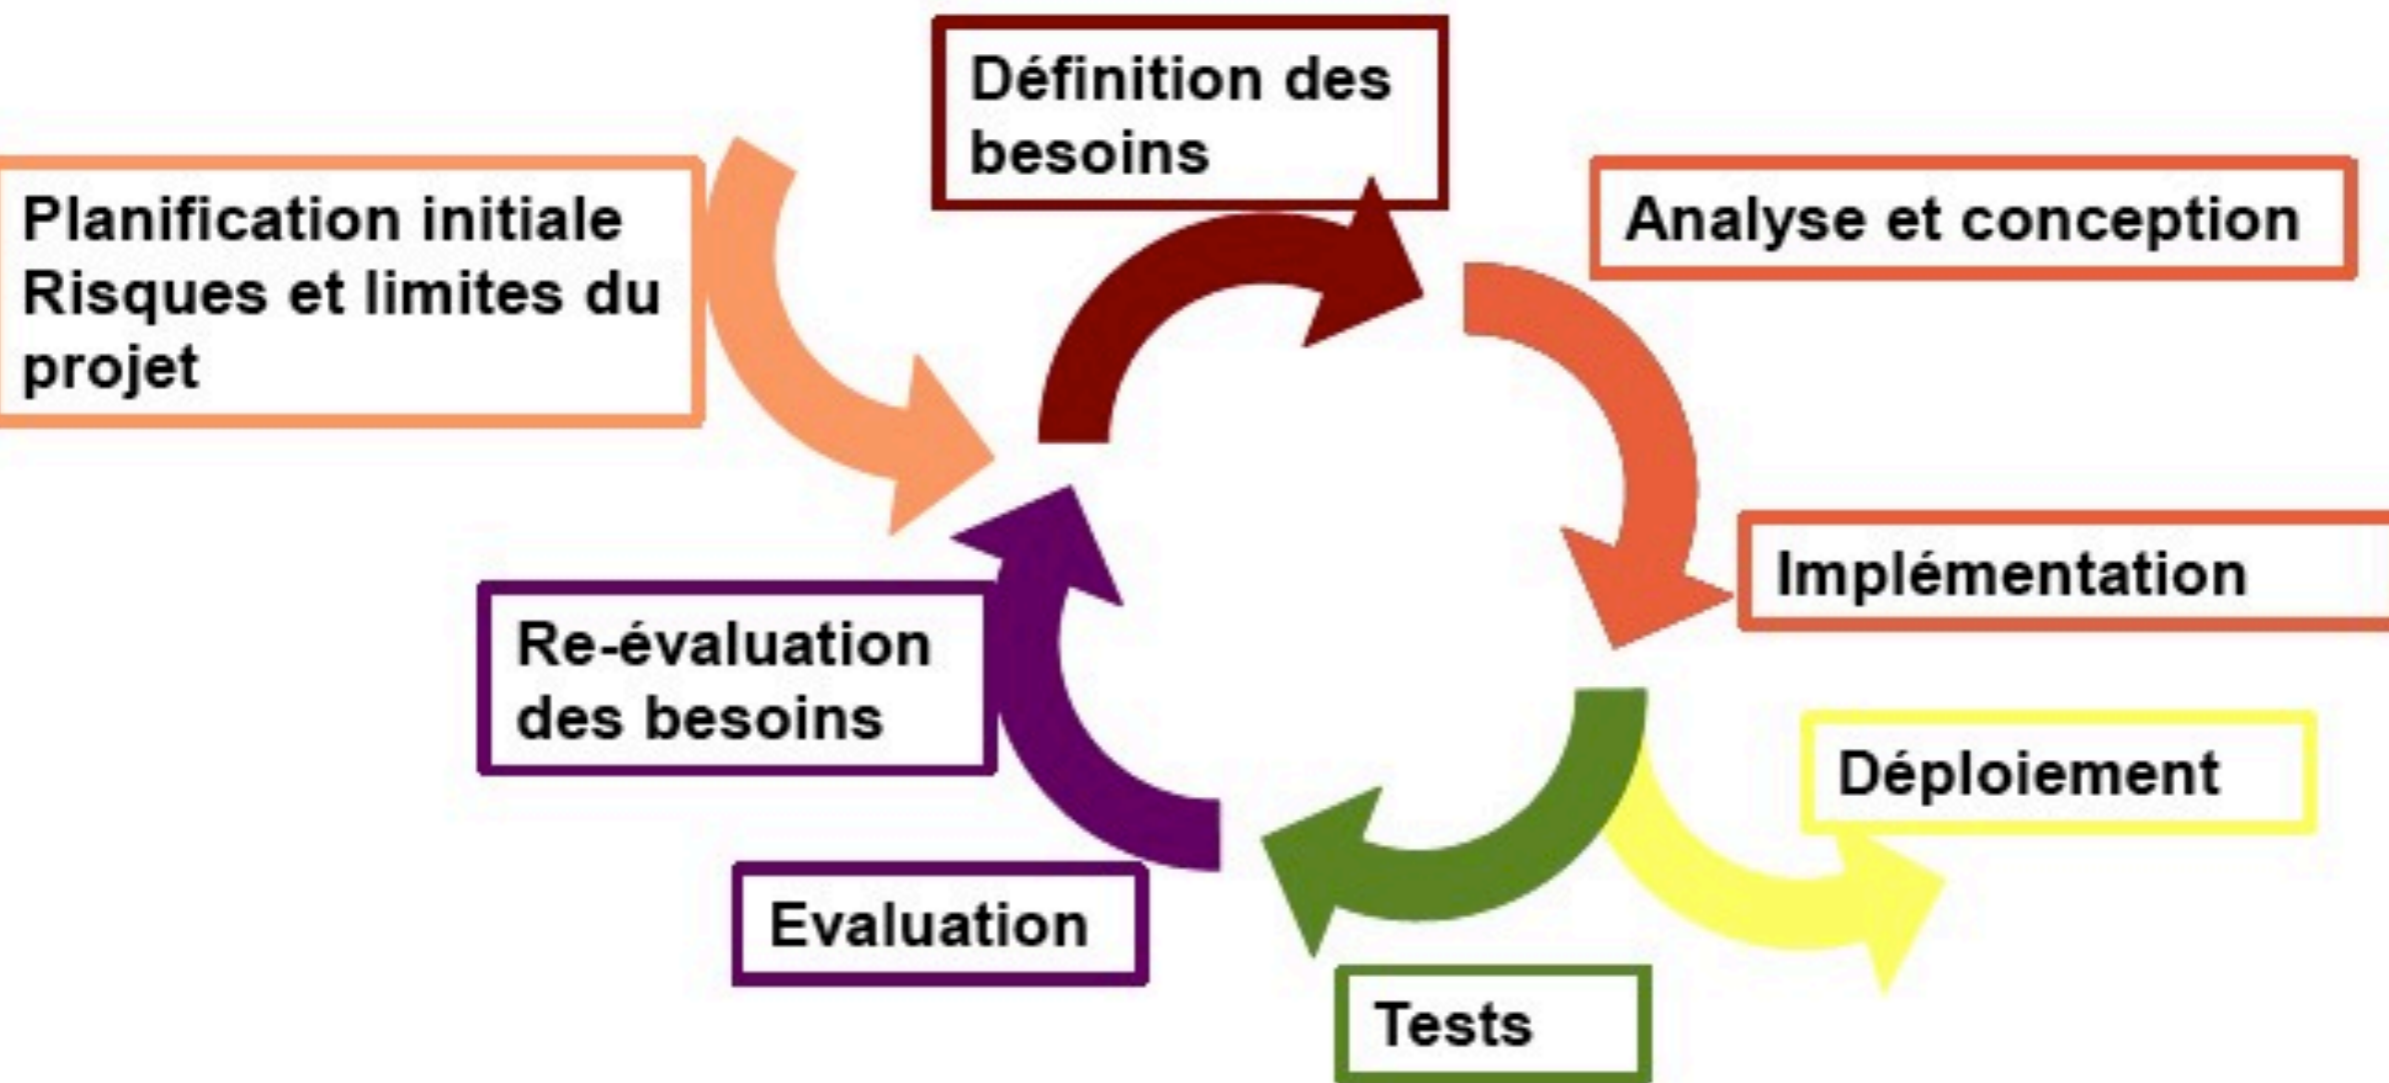 Définition des
besoins
Planification initiale
Risques et limites du
projet
Analyse et conception
Implémentation
Re-évaluation
des besoins
Déploiement
Evaluation
Tests